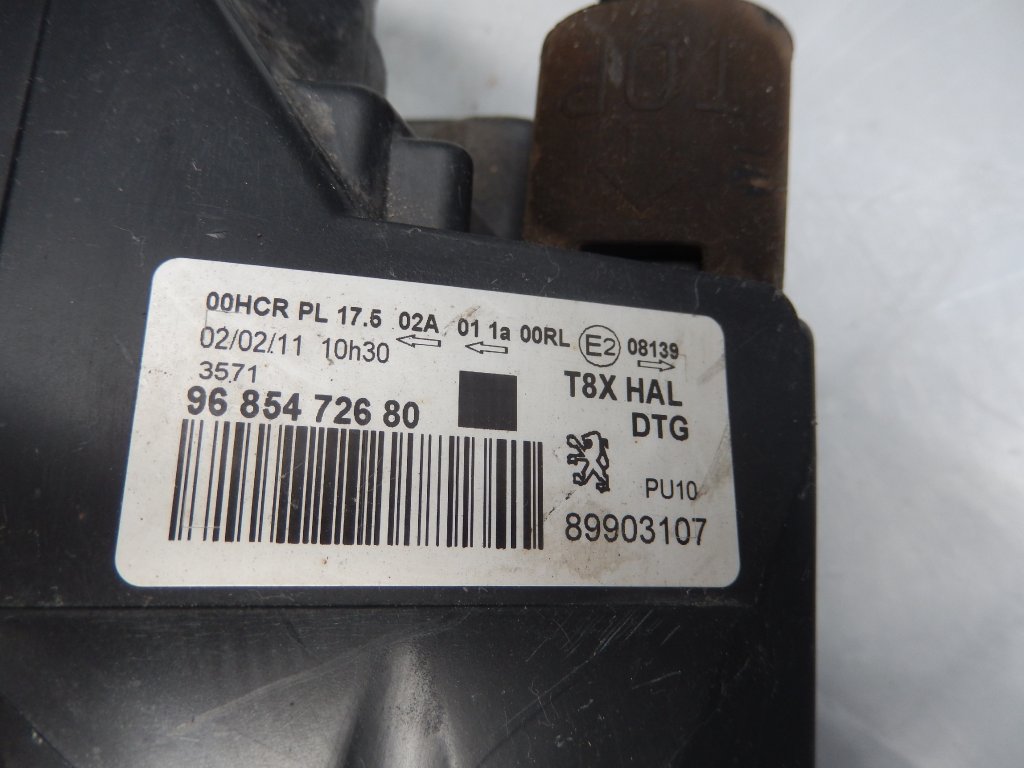 TOP
00HCR PL 17.5 02A 01 1a 00RL E2 08139
02/02/11 10h30
3571
96 854 726 80
T8X HAL
DTG
PU10
89903107